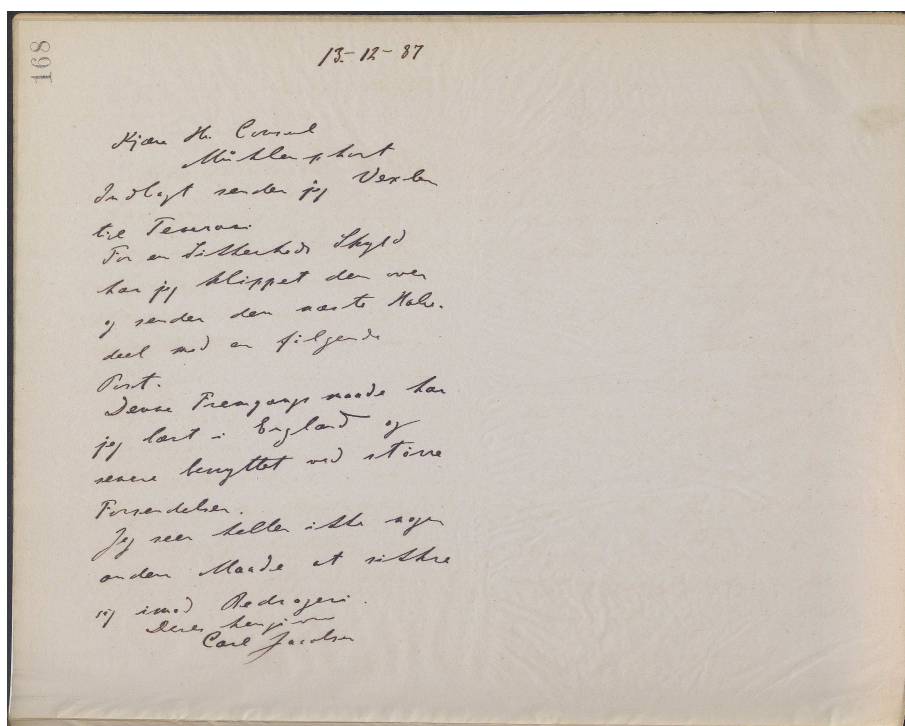 168
13-12-87
Kjære Hr. Consul
Mühlenphort
Indlagt sender jeg Vexlen
til Tenerani
For en Sikkerheds Skyld
har jeg klippet den over
og sender den næste Halv-
deel med en følgende
Post.
Denne Fremgangsmaade har
jeg lært i England og
senere benyttet ved større
Forsendelser.
Jeg seer heller ikke nogen
anden Maade at sikkre
sig imod Bedrageri.
Deres hengivne
Carl Jacobsen